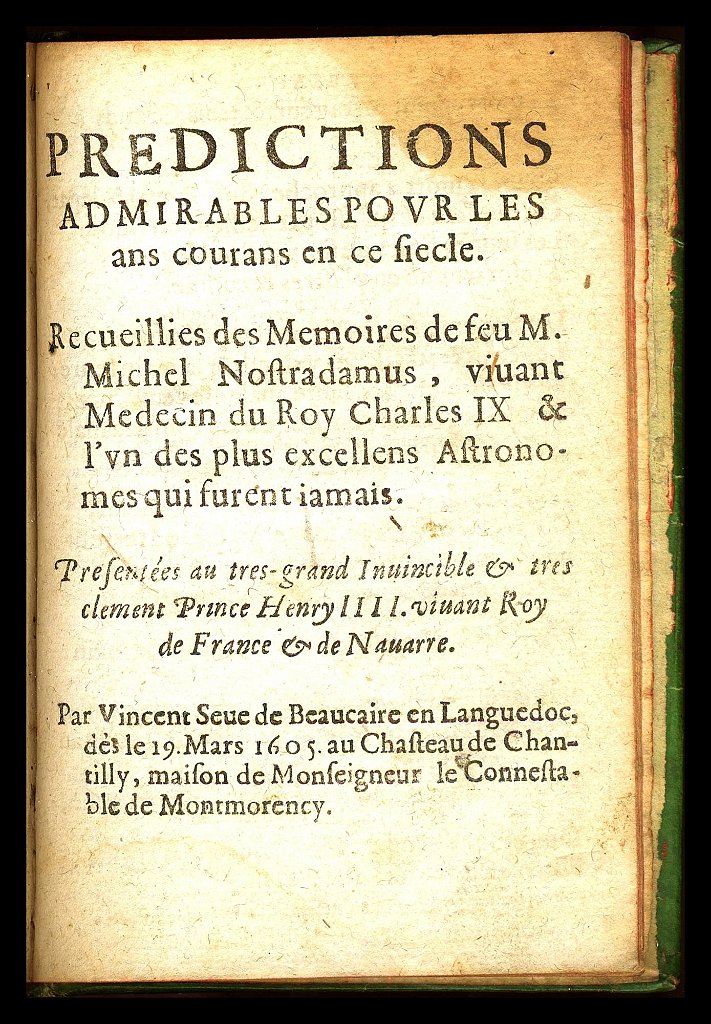 PREDICTIONS
ADMIRABLES POVR LES
ans courans en ce ſiecle.
Recueillies des Memoires de feu M.
Michel Noſtradamus, viuant
Medecin du Roy Charles IX &
l'vn des plus excellens Aſtrono-
mes qui furent iamais.
Preſentées au tres-grand Inuincible & tres
clement Prince Henry IIII. viuant Roy
de France & de Nauarre.
Par Vincent Seue de Beaucaire en Languedoc,
dès le 19. Mars 1605. au Chaſteau de Chan-
tilly, maiſon de Monſeigneur le Conneſta-
ble de Montmorency.